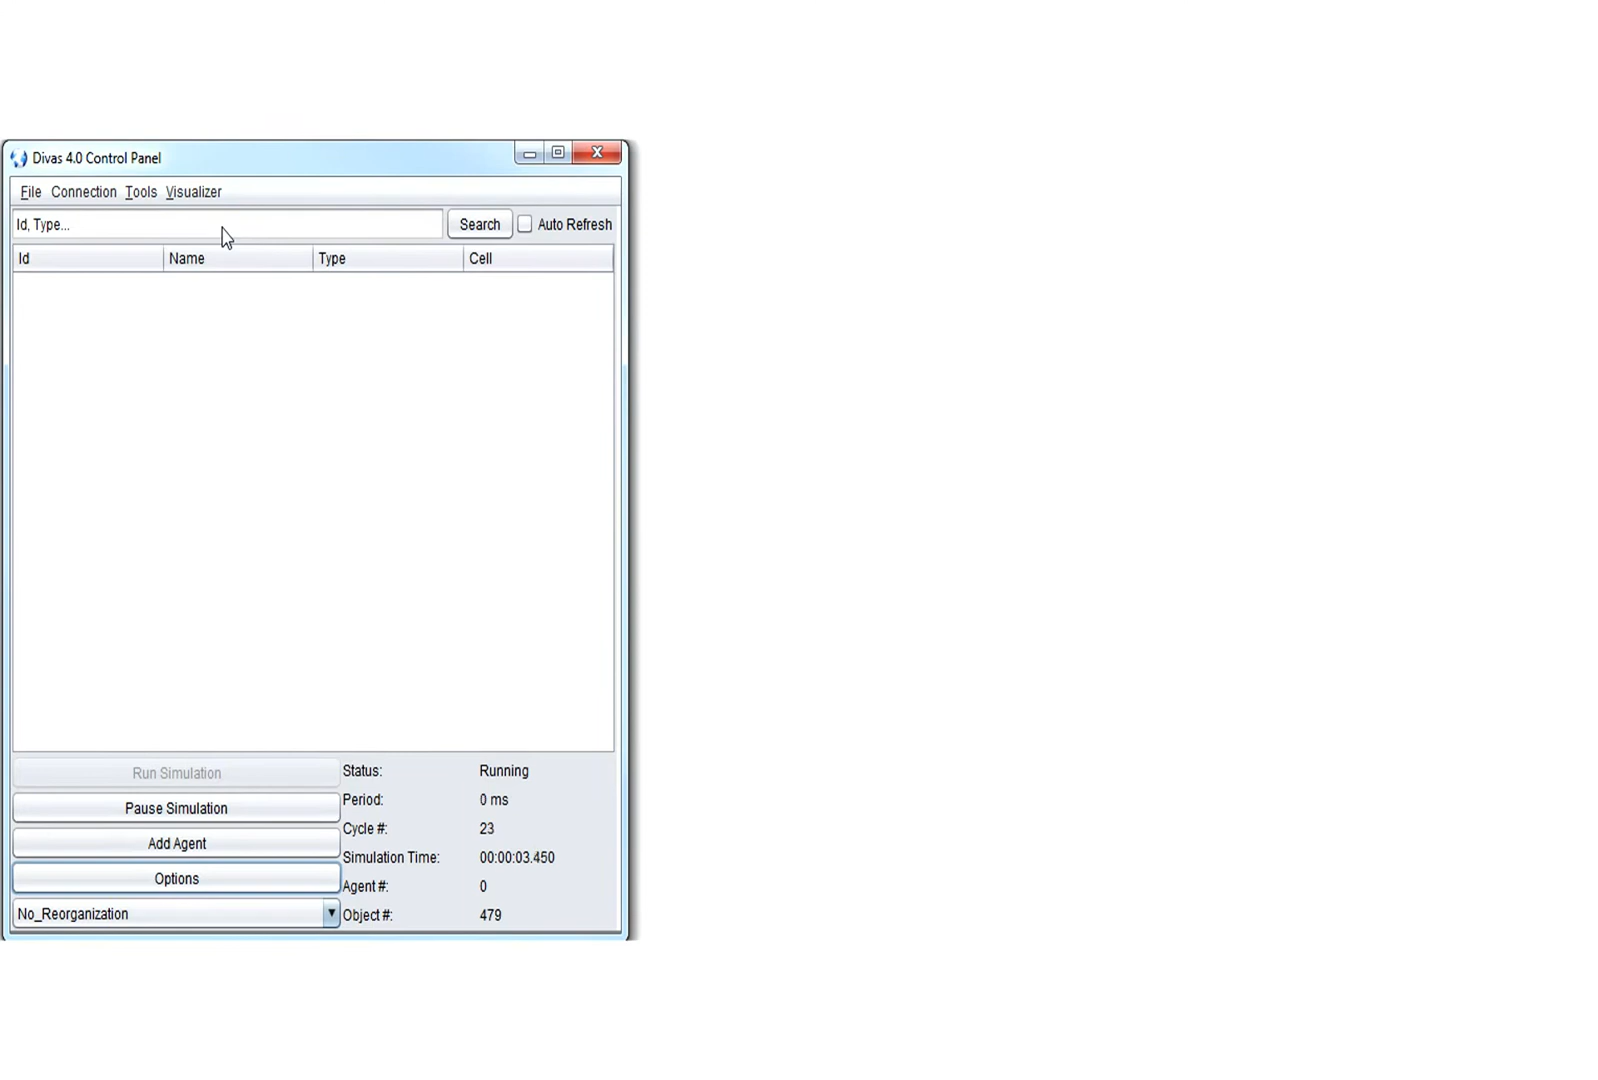 Divas 4.0 Control Panel
File Connection Tools Visualizer
Id, Type... Search Auto Refresh
Id Name Type Cell
Run Simulation
Pause Simulation
Add Agent
Options
No_Reorganization
Status: Running
Period: 0 ms
Cycle #: 23
Simulation Time: 00:00:03.450
Agent #: 0
Object #: 479